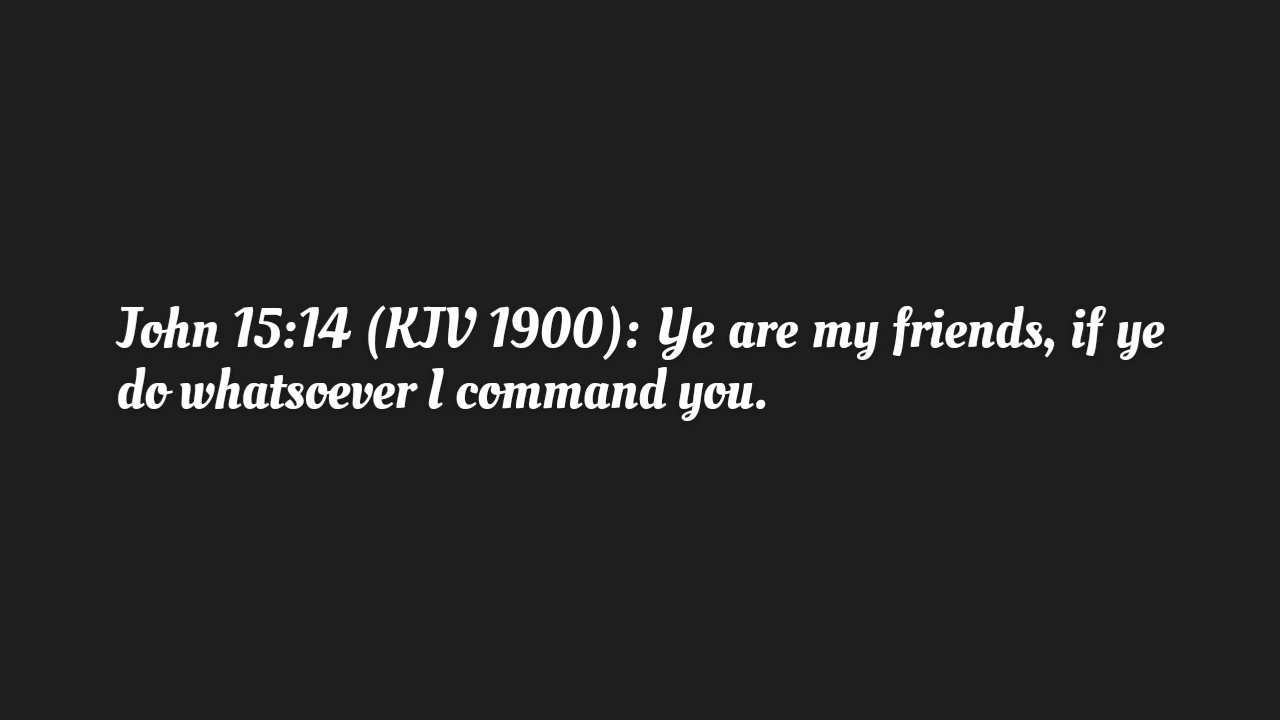 John 15:14 (KJV 1900): Ye are my friends, if ye
do whatsoever I command you.